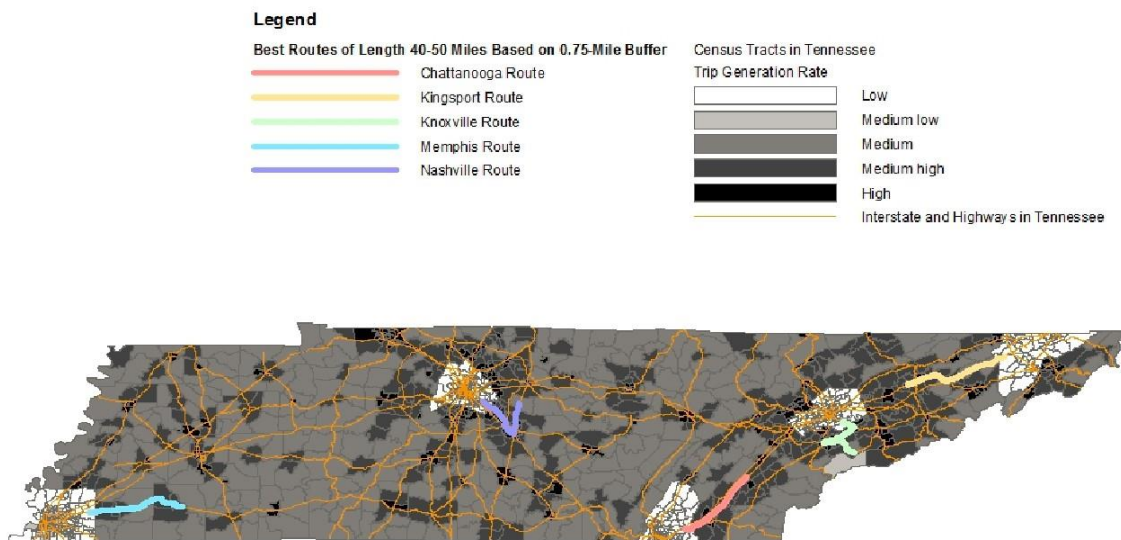 Legend
Best Routes of Length 40-50 Miles Based on 0.75-Mile Buffer
Chattanooga Route
Kingsport Route
Knoxville Route
Memphis Route
Nashville Route
Census Tracts in Tennessee
Trip Generation Rate
Low
Medium low
Medium
Medium high
High
Interstate and Highways in Tennessee